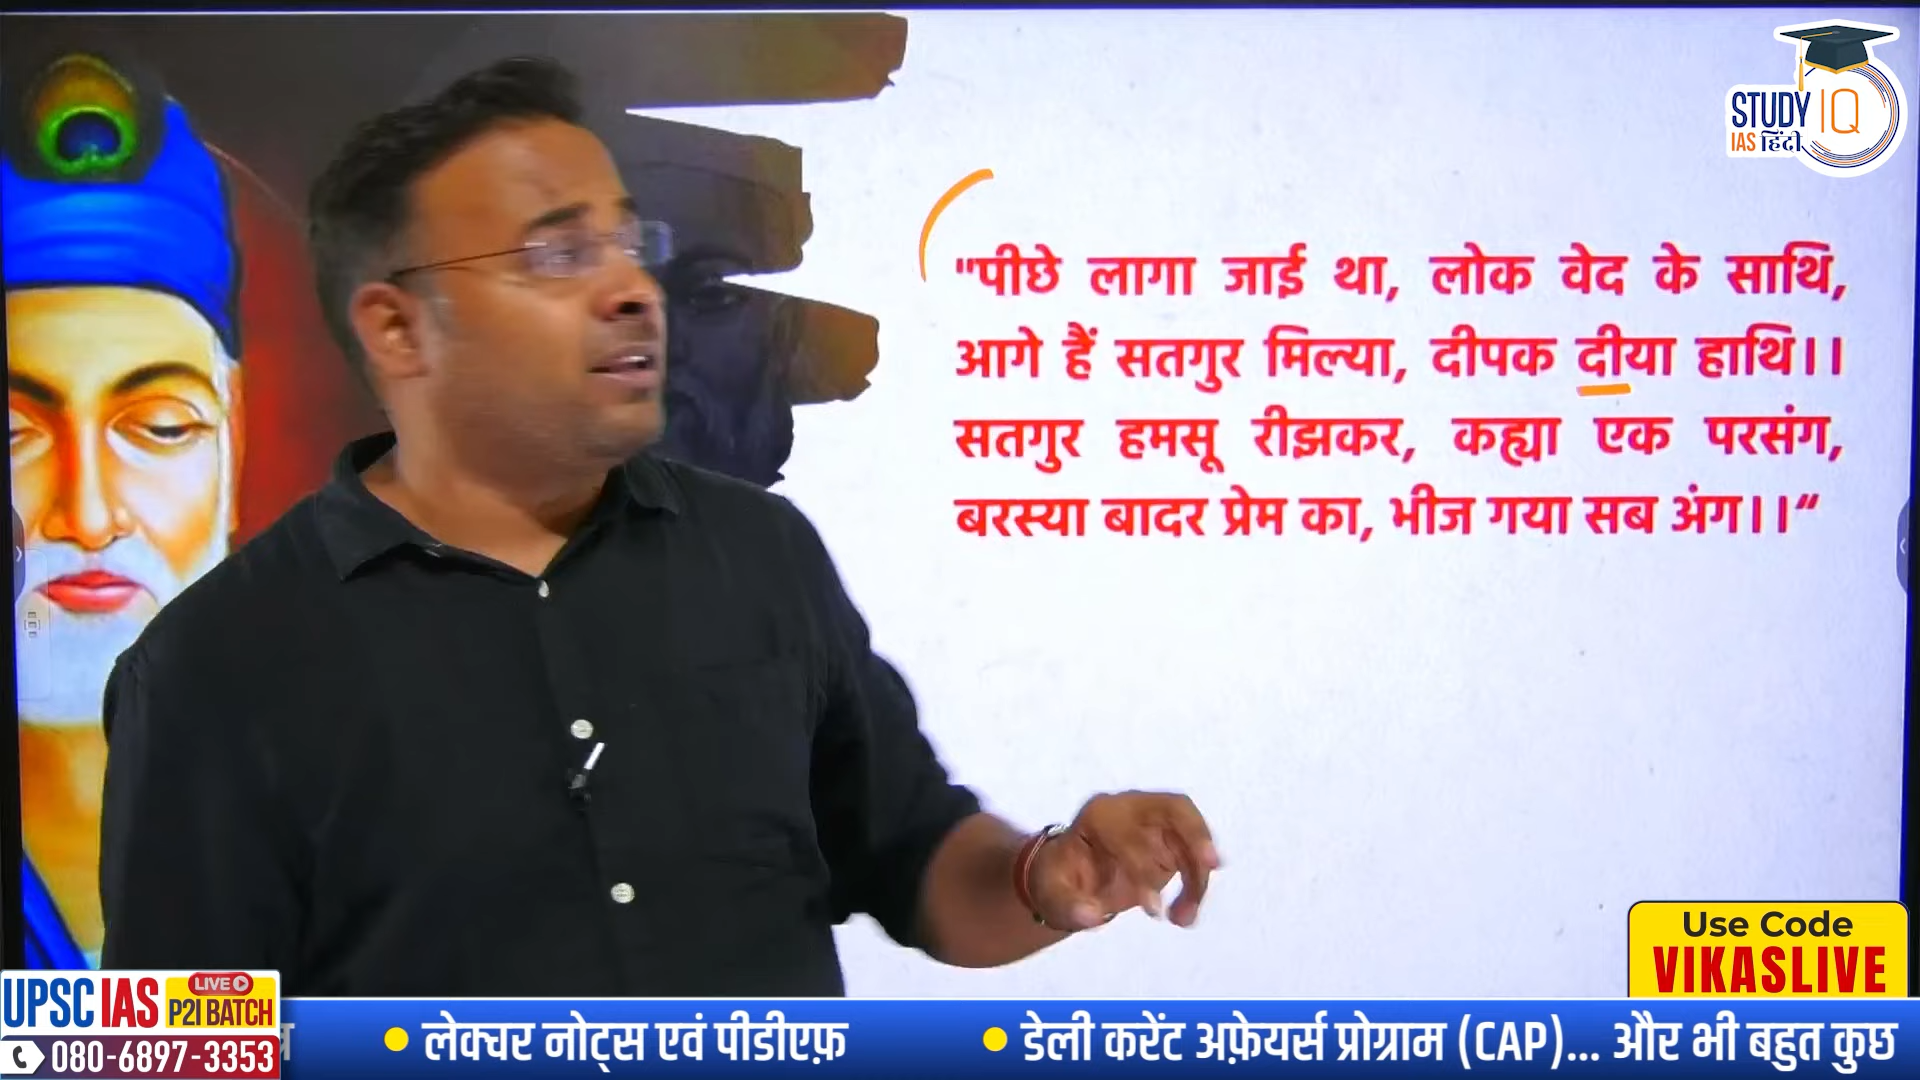 STUDY IQ
IAS हिंदी
"पीछे लागा जाई था, लोक वेद के साथि,
आगे हैं सतगुर मिल्या, दीपक दीया हाथि।।
सतगुर हमसू रीझकर, कह्या एक परसंग,
बरस्या बादर प्रेम का, भीज गया सब अंग।।“
Use Code
VIKASLIVE
UPSC IAS LIVE P2I BATCH
080-6897-3353
• लेक्चर नोट्स एवं पीडीएफ़ • डेली करेंट अफ़ेयर्स प्रोग्राम (CAP)... और भी बहुत कुछ